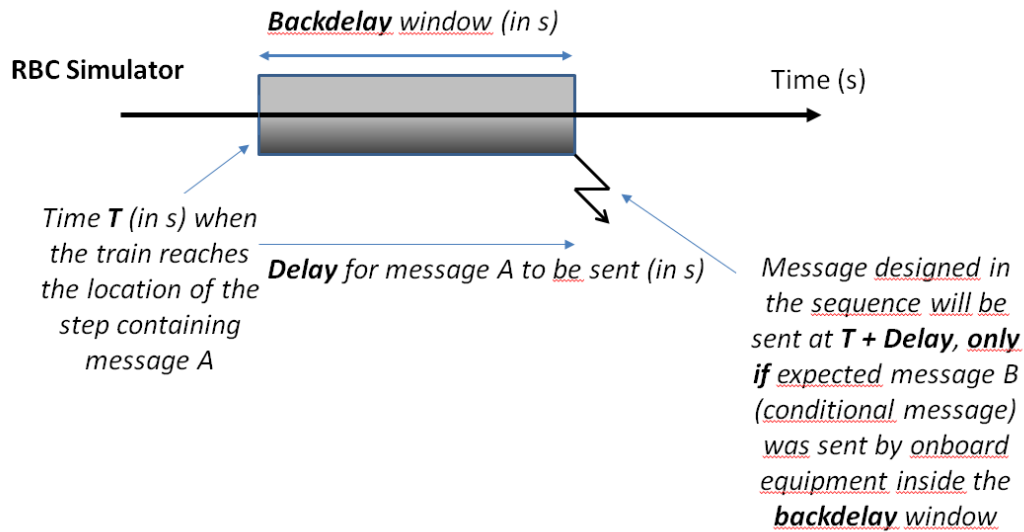 Backdelay window (in s)
RBC Simulator
Time (s)
Time T (in s) when
the train reaches
the location of the
step containing
message A
Delay for message A to be sent (in s)
Message designed in
the sequence will be
sent at T + Delay, only
if expected message B
(conditional message)
was sent by onboard
equipment inside the
backdelay window